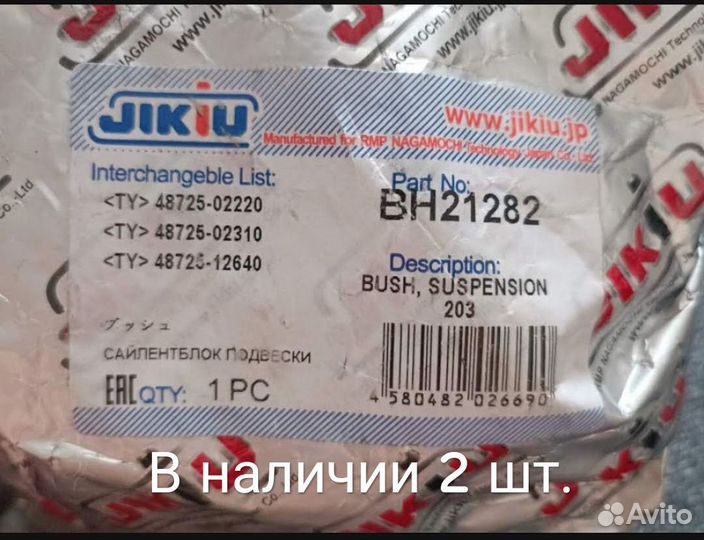 JIKIU
www.jikiu.jp
Manufactured for RMP NAGAMOCHI Technology Japan Co., Ltd
Interchangeble List:
<TY> 48725-02220
<TY> 48725-02310
<TY> 48725-12640
Part No:
BH21282
Description:
BUSH, SUSPENSION
203
ブッシュ
САЙЛЕНТБЛОК ПОДВЕСКИ
EAC QTY: 1 PC
4 580482 026690
В наличии 2 шт.
Avito